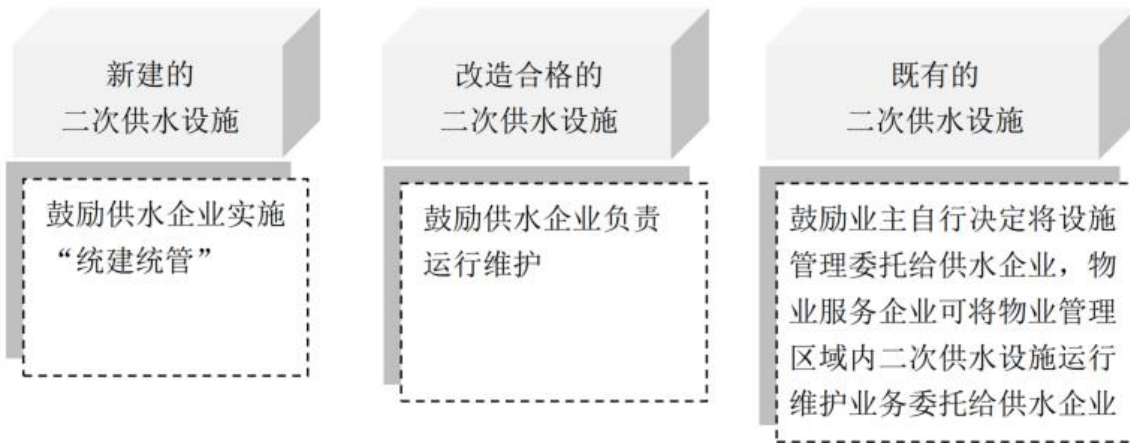 新建的
二次供水设施
鼓励供水企业实施
“统建统管”
改造合格的
二次供水设施
鼓励供水企业负责
运行维护
既有的
二次供水设施
鼓励业主自行决定将设施
管理委托给供水企业，物
业服务企业可将物业管理
区域内二次供水设施运行
维护业务委托给供水企业